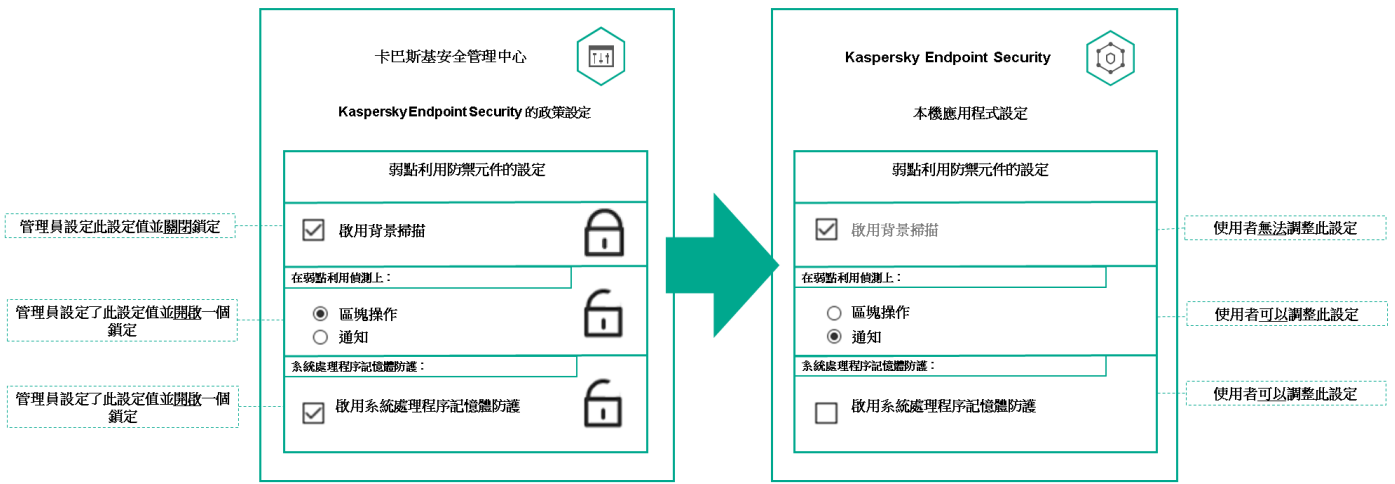 卡巴斯基安全管理中心
Kaspersky Endpoint Security 的政策設定
弱點利用防禦元件的設定
管理員設定此設定值並關閉鎖定
啟用背景掃描
在弱點利用偵測上：
管理員設定了此設定值並開啟一個
鎖定
區塊操作
通知
系統處理程序記憶體防護：
管理員設定了此設定值並開啟一個
鎖定
啟用系統處理程序記憶體防護
Kaspersky Endpoint Security
本機應用程式設定
弱點利用防禦元件的設定
啟用背景掃描
使用者無法調整此設定
在弱點利用偵測上：
區塊操作
通知
使用者可以調整此設定
系統處理程序記憶體防護：
啟用系統處理程序記憶體防護
使用者可以調整此設定